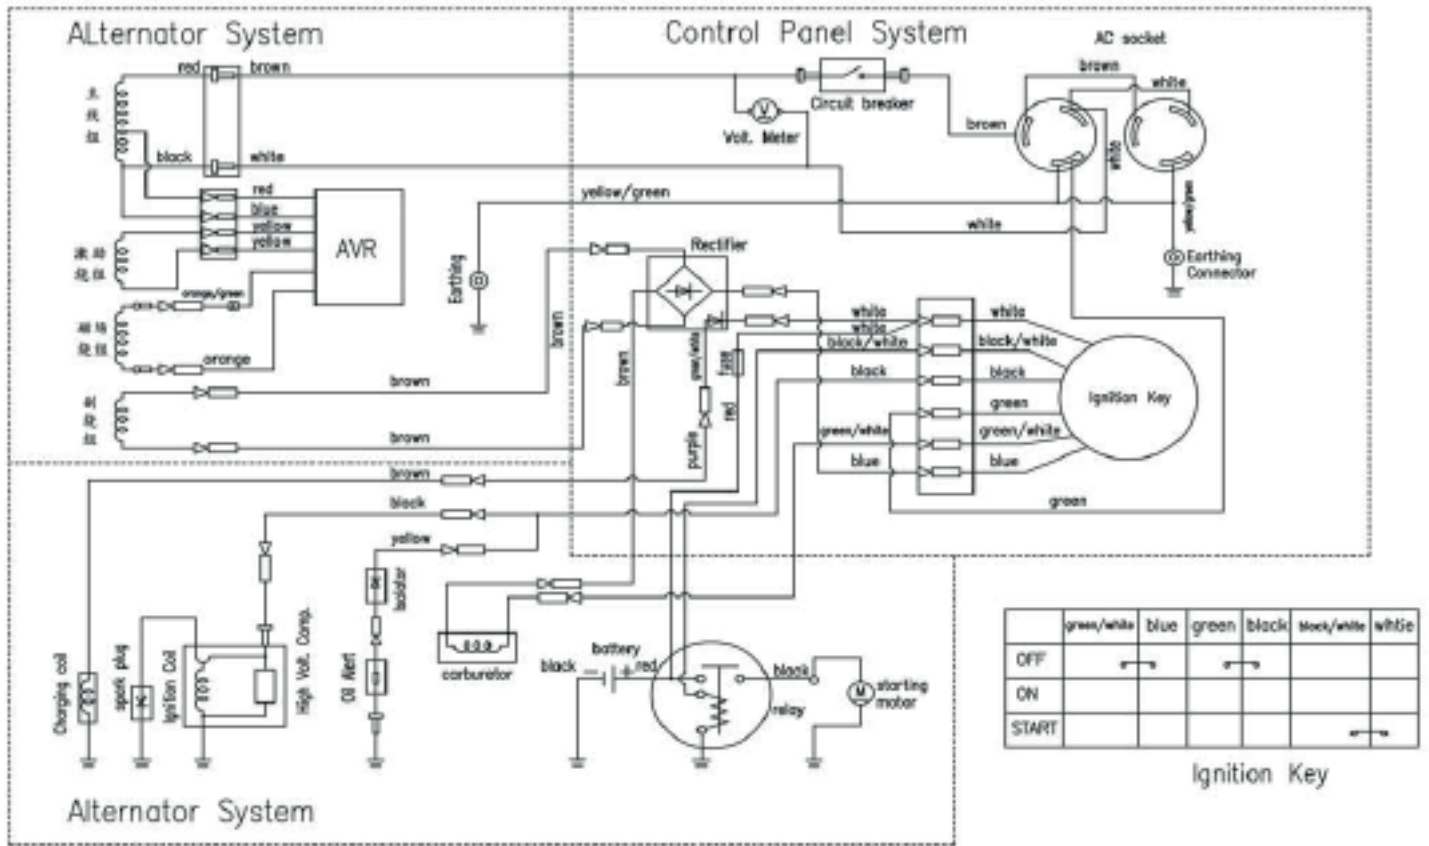 ALternator System
Control Panel System
AC socket
red
brown
brown
white
Circuit breaker
Volt. Meter
brown
white
black
white
red
blue
yellow
yellow
AVR
yellow/green
white
yellow/green
Earthing
Earthing
Connector
Rectifier
orange/green
orange
brown
brown
brown
brown
green/white
fuse
red
purple
white
white
black/white
black
green/white
blue
white
black/white
black
green
green/white
blue
green
Ignition Key
brown
black
yellow
Isolator
Oil Alert
Charging coil
spark plug
Ignition Coil
High Volt. Comp.
carburetor
battery
black
− +
red
relay
black
M
starting
motor
V
green/white blue green black black/white whtie
OFF
ON
START
Ignition Key
Alternator System